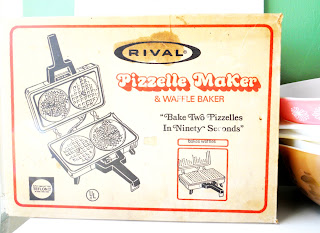 RIVAL®
Pizzelle Maker
& WAFFLE BAKER
"Bake Two Pizzelles
In Ninety Seconds"